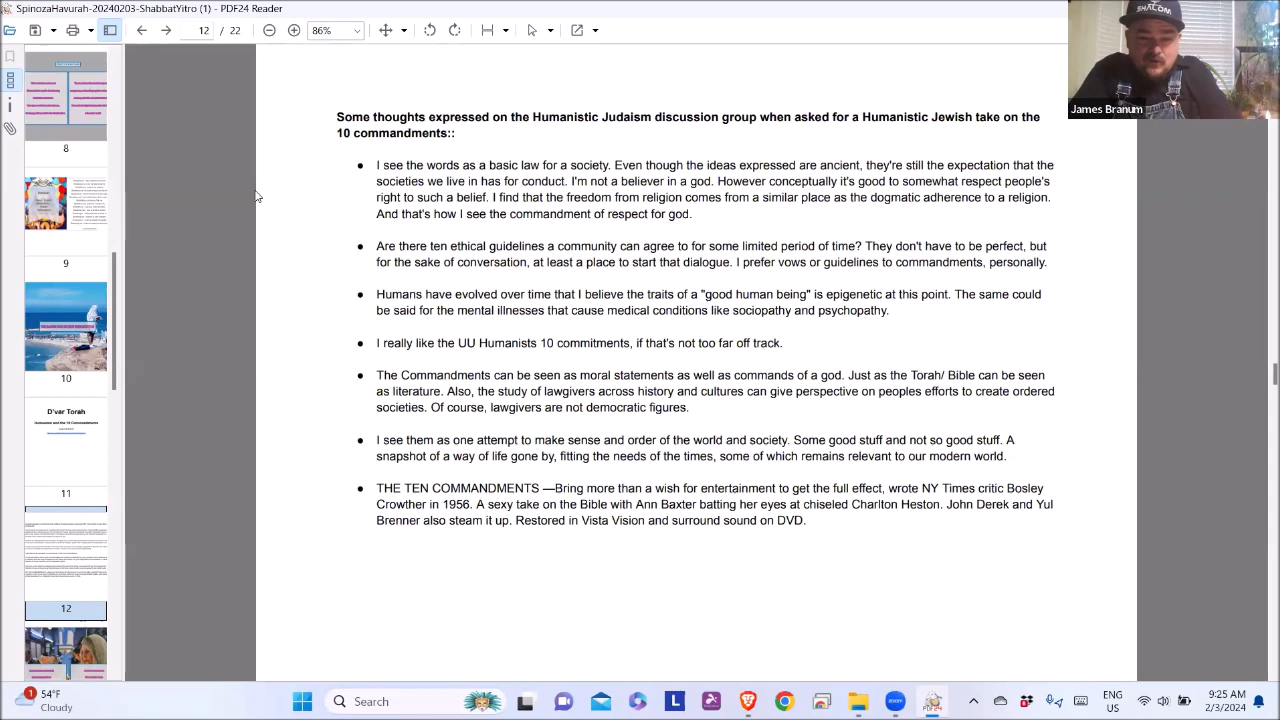 SpinozaHavurah-20240203-ShabbatYitro (1) - PDF24 Reader
12 / 22
86%
SHALOM
James Branum
8
9
10
D'var Torah
Humanism and the 10 Commandments
11
12
Some thoughts expressed on the Humanistic Judaism discussion group when asked for a Humanistic Jewish take on the
10 commandments::
● I see the words as a basic law for a society. Even though the ideas expressed are ancient, they're still the expectation that the
societies we live in has for conduct. I'm not a believer in a god. However contextually it's good to somewhat respect people's
right to such a belief. I find that the freedom from religion comes from a similar place as the dogmatic adherence to a religion.
And that's how I see the commandment of respect for god.
● Are there ten ethical guidelines a community can agree to for some limited period of time? They don't have to be perfect, but
for the sake of conversation, at least a place to start that dialogue. I prefer vows or guidelines to commandments, personally.
● Humans have evolved over time that I believe the traits of a "good human being" is epigenetic at this point. The same could
be said for the mental illnesses that cause medical conditions like sociopathy and psychopathy.
● I really like the UU Humanists 10 commitments, if that's not too far off track.
● The Commandments can be seen as moral statements as well as commands of a god. Just as the Torah/ Bible can be seen
as literature. Also, the study of lawgivers across history and cultures can give perspective on peoples efforts to create ordered
societies. Of course, lawgivers are not democratic figures.
● I see them as one attempt to make sense and order of the world and society. Some good stuff and not so good stuff. A
snapshot of a way of life gone by, fitting the needs of the times, some of which remains relevant to our modern world.
● THE TEN COMMANDMENTS —Bring more than a wish for entertainment to get the full effect, wrote NY Times critic Bosley
Crowther in 1956. A sexy take on the Bible with Ann Baxter batting her eyes at chiseled Charlton Heston. John Derek and Yul
Brenner also steam it up. Restored in Vista Vision and surround sound on DVD.
1
54°F
Cloudy
Search
L
zoom
PDF24
ENG
US
9:25 AM
2/3/2024